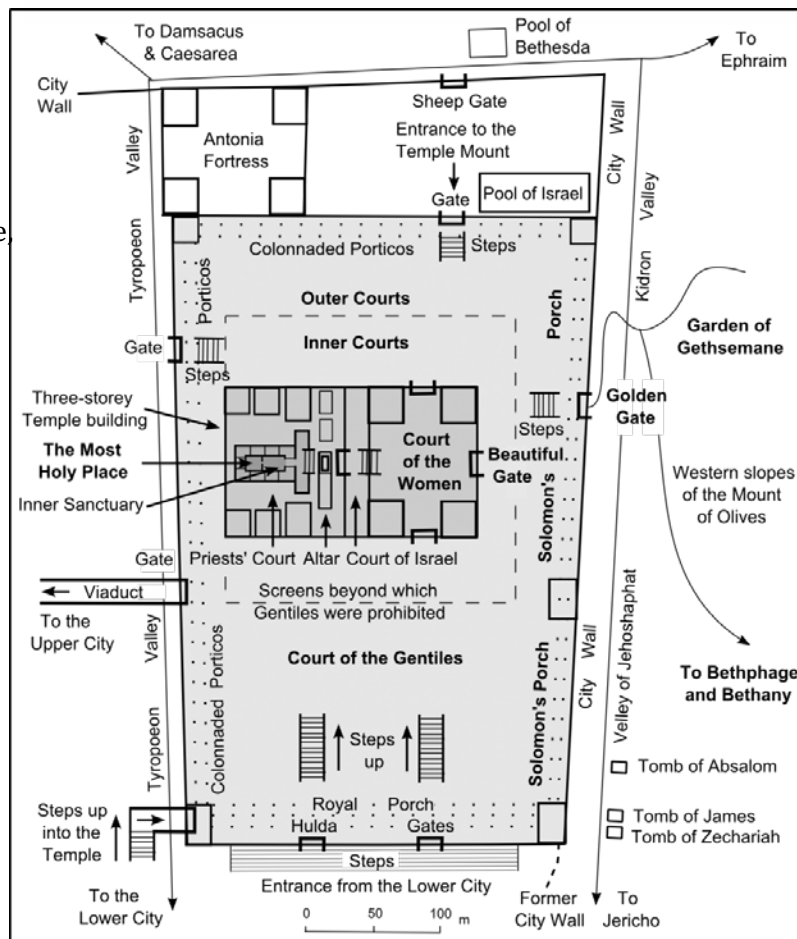 To Damsacus
& Caesarea
Pool of
Bethesda
To
Ephraim
City
Wall
Sheep Gate
Antonia
Fortress
Entrance to the
Temple Mount
Gate
Pool of Israel
City Wall
Kidron Valley
Tyropoeon Valley
e,
Colonnaded Porticos
Steps
Porticos
Outer Courts
Inner Courts
Porch
Garden of
Gethsemane
Gate
Steps
Golden
Gate
Steps
Three-storey
Temple building
The Most
Holy Place
Inner Sanctuary
Court
of the
Women
Beautiful
Gate
Western slopes
of the Mount
of Olives
Priests' Court
Altar
Court of Israel
Solomon's
Gate
Viaduct
To the
Upper City
Screens beyond which
Gentiles were prohibited
Court of the Gentiles
To Bethphage
and Bethany
Tyropoeon Valley
Colonnaded Porticos
Solomon's Porch
City Wall
Velley of Jehoshaphat
Steps
up
Tomb of Absalom
Tomb of James
Tomb of Zechariah
Steps up
into the
Temple
Royal Porch
Hulda Gates
Steps
To the
Lower City
Entrance from the Lower City
Former
City Wall
To
Jericho
0 50 100
m